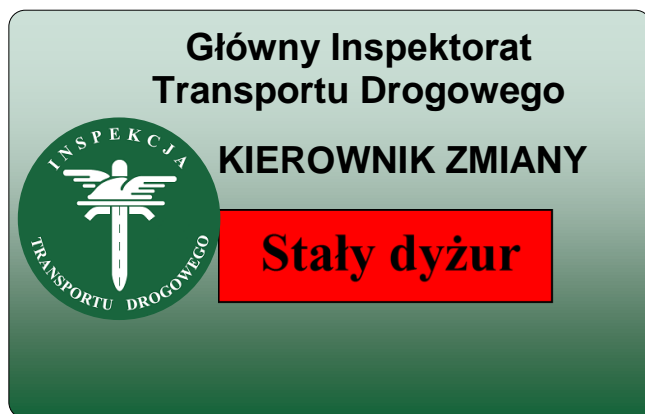 Główny Inspektorat
Transportu Drogowego
KIEROWNIK ZMIANY
INSPEKCJA
TRANSPORTU DROGOWEGO
Stały dyżur